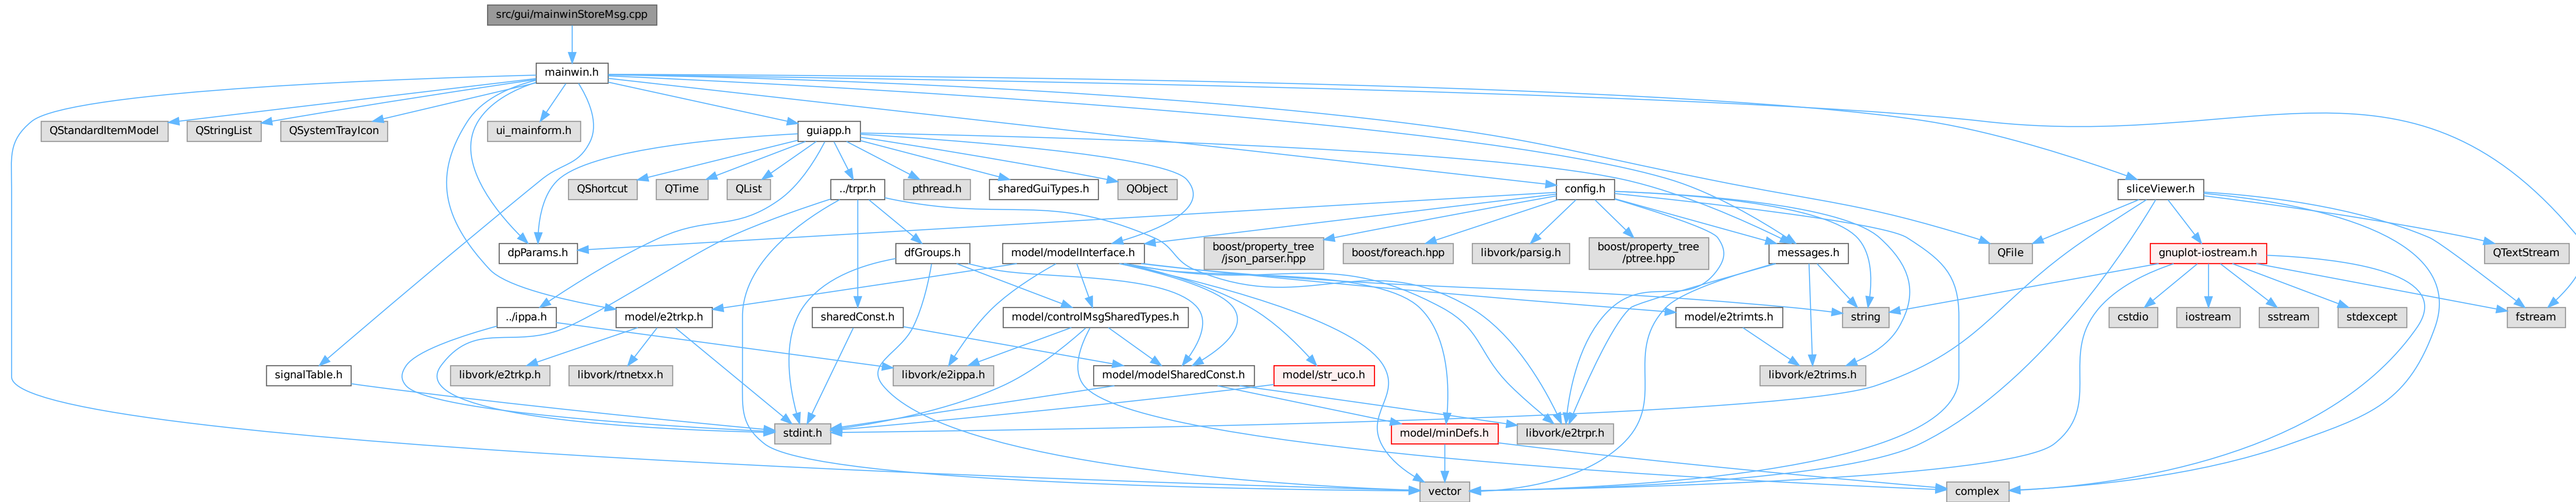 src/gui/mainwinStoreMsg.cpp
mainwin.h
QStandardItemModel
QStringList
QSystemTrayIcon
ui_mainform.h
guiapp.h
QShortcut
QTime
QList
../trpr.h
pthread.h
sharedGuiTypes.h
QObject
config.h
sliceViewer.h
dpParams.h
dfGroups.h
model/modelInterface.h
boost/property_tree
/json_parser.hpp
boost/foreach.hpp
libvork/parsig.h
boost/property_tree
/ptree.hpp
messages.h
QFile
gnuplot-iostream.h
QTextStream
../ippa.h
model/e2trkp.h
sharedConst.h
model/controlMsgSharedTypes.h
model/e2trimts.h
string
cstdio
iostream
sstream
stdexcept
fstream
signalTable.h
libvork/e2trkp.h
libvork/rtnetxx.h
libvork/e2ippa.h
model/modelSharedConst.h
model/str_uco.h
libvork/e2trims.h
stdint.h
model/minDefs.h
libvork/e2trpr.h
vector
complex